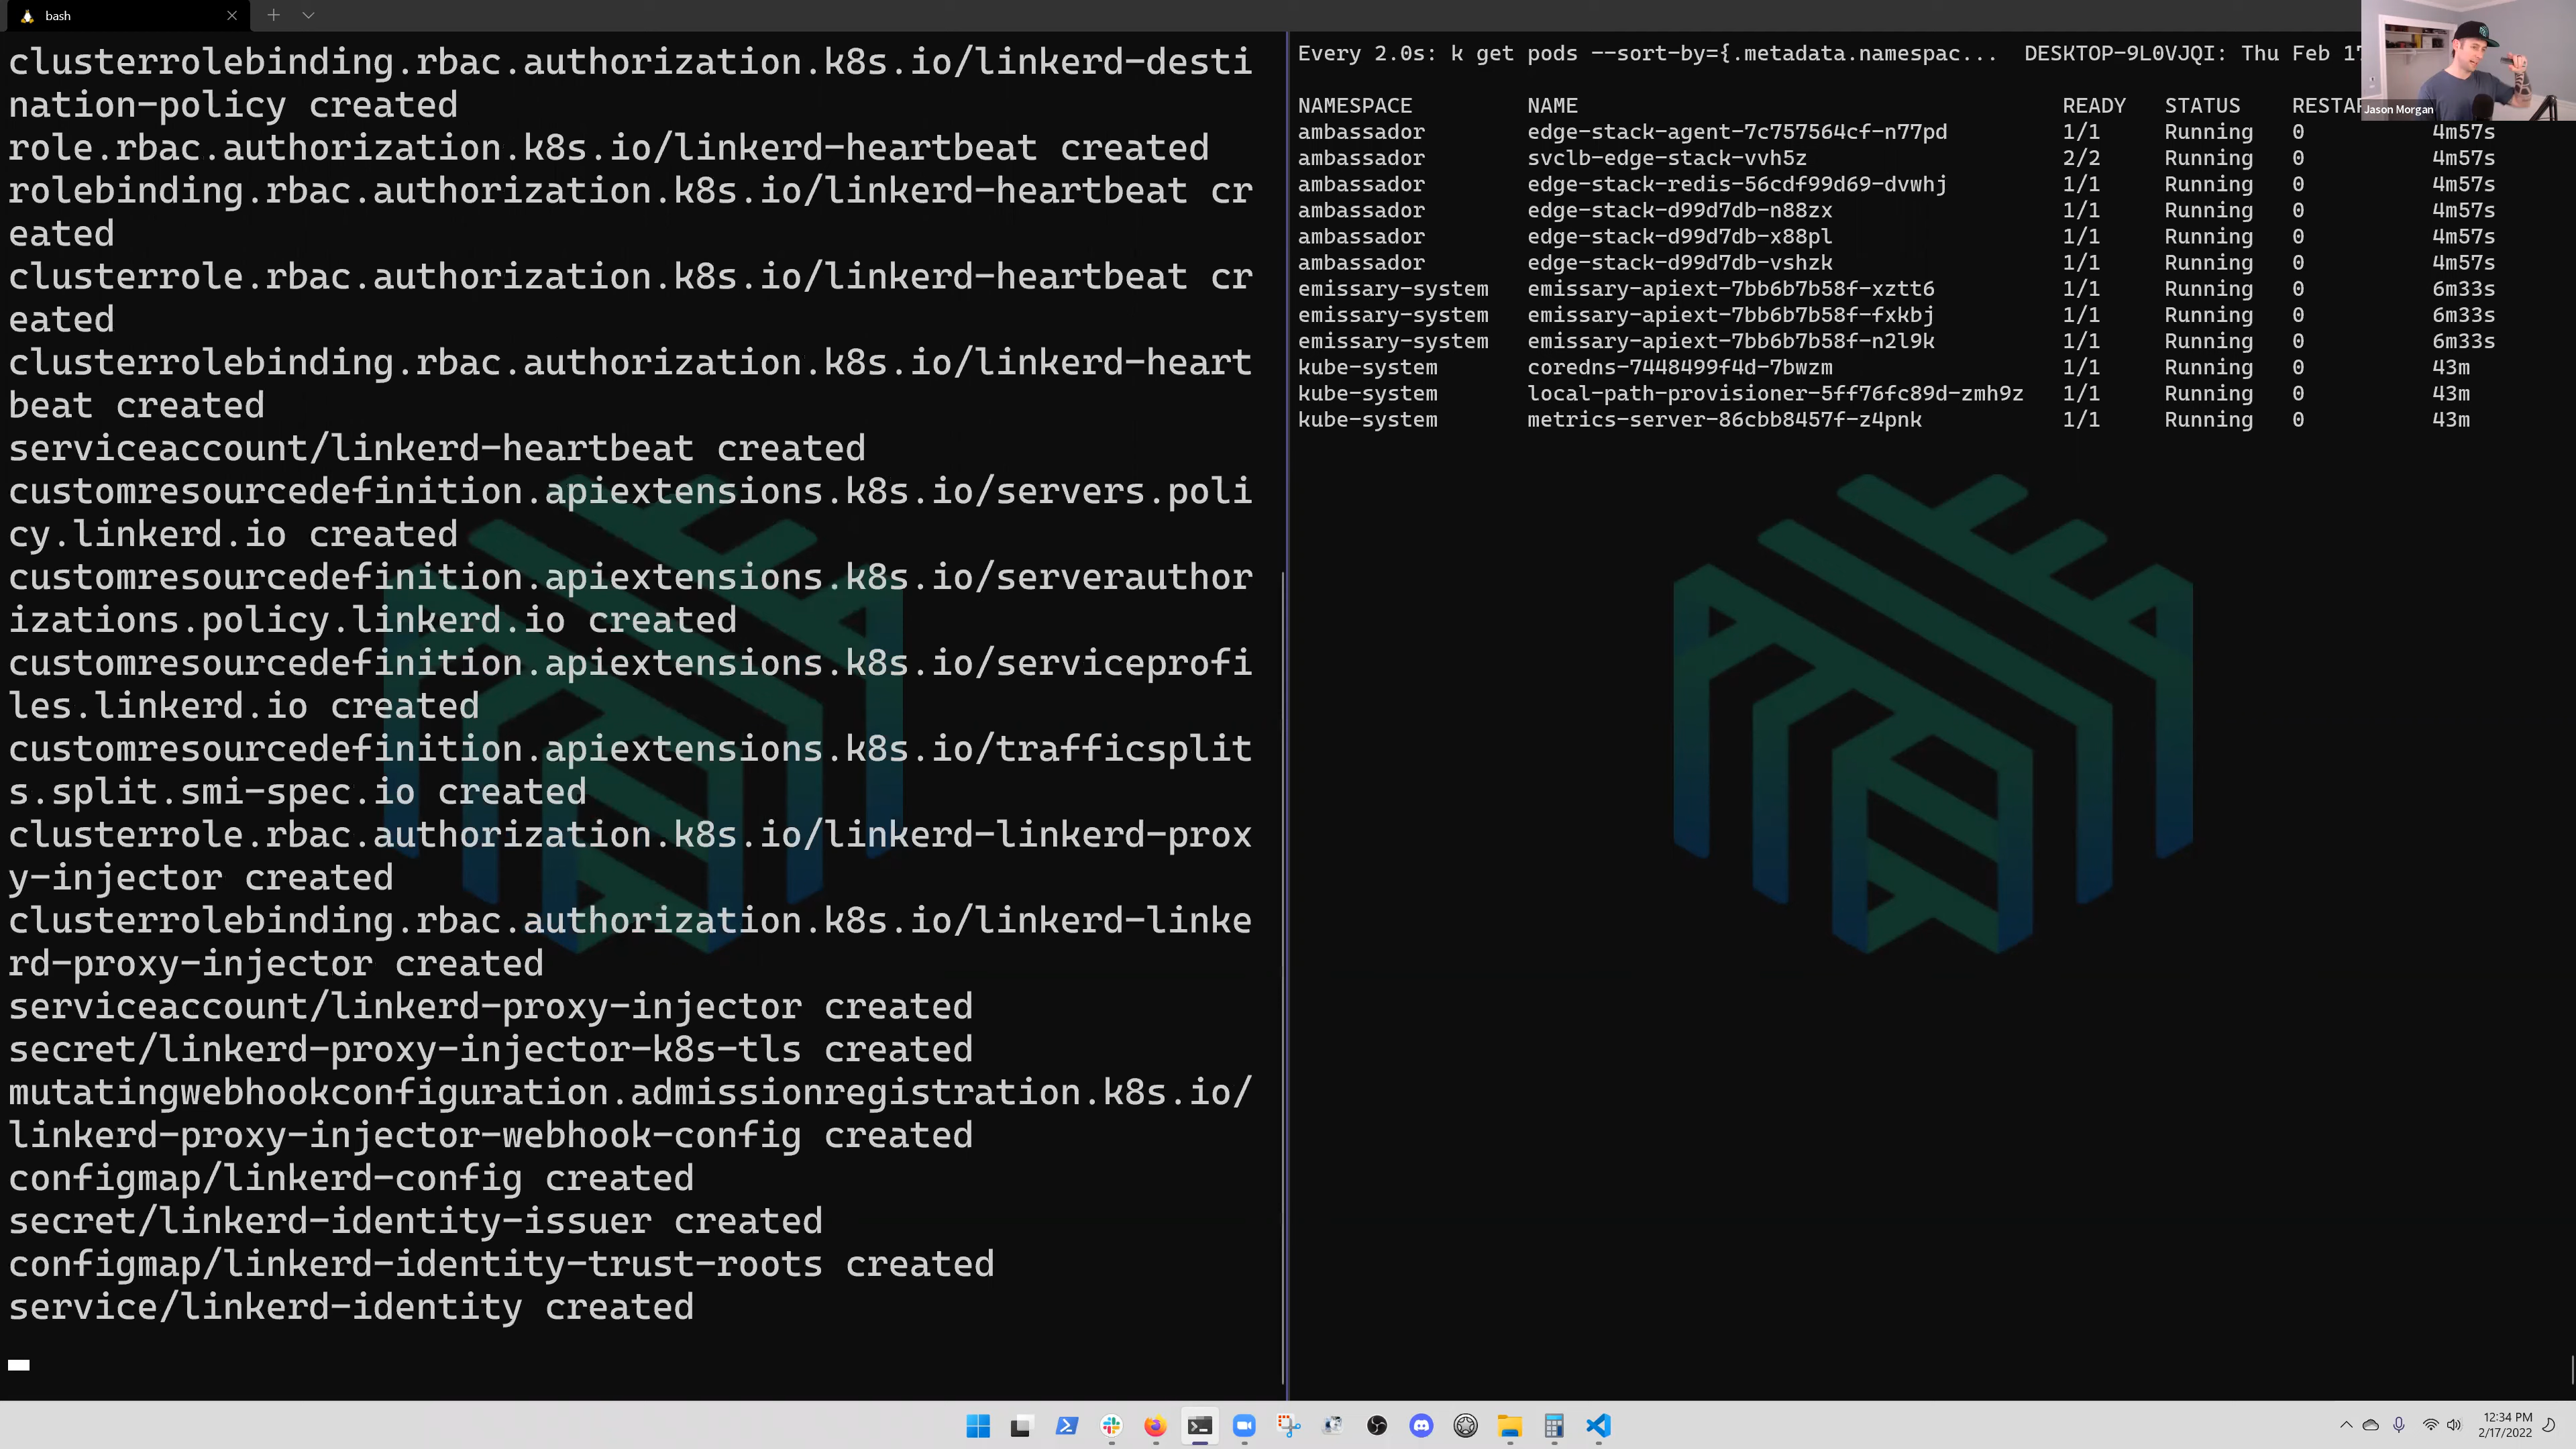 bash
clusterrolebinding.rbac.authorization.k8s.io/linkerd-desti
nation-policy created
role.rbac.authorization.k8s.io/linkerd-heartbeat created
rolebinding.rbac.authorization.k8s.io/linkerd-heartbeat cr
eated
clusterrole.rbac.authorization.k8s.io/linkerd-heartbeat cr
eated
clusterrolebinding.rbac.authorization.k8s.io/linkerd-heart
beat created
serviceaccount/linkerd-heartbeat created
customresourcedefinition.apiextensions.k8s.io/servers.poli
cy.linkerd.io created
customresourcedefinition.apiextensions.k8s.io/serverauthor
izations.policy.linkerd.io created
customresourcedefinition.apiextensions.k8s.io/serviceprofi
les.linkerd.io created
customresourcedefinition.apiextensions.k8s.io/trafficsplit
s.split.smi-spec.io created
clusterrole.rbac.authorization.k8s.io/linkerd-linkerd-prox
y-injector created
clusterrolebinding.rbac.authorization.k8s.io/linkerd-linke
rd-proxy-injector created
serviceaccount/linkerd-proxy-injector created
secret/linkerd-proxy-injector-k8s-tls created
mutatingwebhookconfiguration.admissionregistration.k8s.io/
linkerd-proxy-injector-webhook-config created
configmap/linkerd-config created
secret/linkerd-identity-issuer created
configmap/linkerd-identity-trust-roots created
service/linkerd-identity created
Every 2.0s: k get pods --sort-by={.metadata.namespac... DESKTOP-9L0VJQI: Thu Feb 17
NAMESPACE NAME READY STATUS RESTAR
ambassador edge-stack-agent-7c757564cf-n77pd 1/1 Running 0 4m57s
ambassador svclb-edge-stack-vvh5z 2/2 Running 0 4m57s
ambassador edge-stack-redis-56cdf99d69-dvwhj 1/1 Running 0 4m57s
ambassador edge-stack-d99d7db-n88zx 1/1 Running 0 4m57s
ambassador edge-stack-d99d7db-x88pl 1/1 Running 0 4m57s
ambassador edge-stack-d99d7db-vshzk 1/1 Running 0 4m57s
emissary-system emissary-apiext-7bb6b7b58f-xztt6 1/1 Running 0 6m33s
emissary-system emissary-apiext-7bb6b7b58f-fxkbj 1/1 Running 0 6m33s
emissary-system emissary-apiext-7bb6b7b58f-n2l9k 1/1 Running 0 6m33s
kube-system coredns-7448499f4d-7bwzm 1/1 Running 0 43m
kube-system local-path-provisioner-5ff76fc89d-zmh9z 1/1 Running 0 43m
kube-system metrics-server-86cbb8457f-z4pnk 1/1 Running 0 43m
Jason Morgan
12:34 PM
2/17/2022